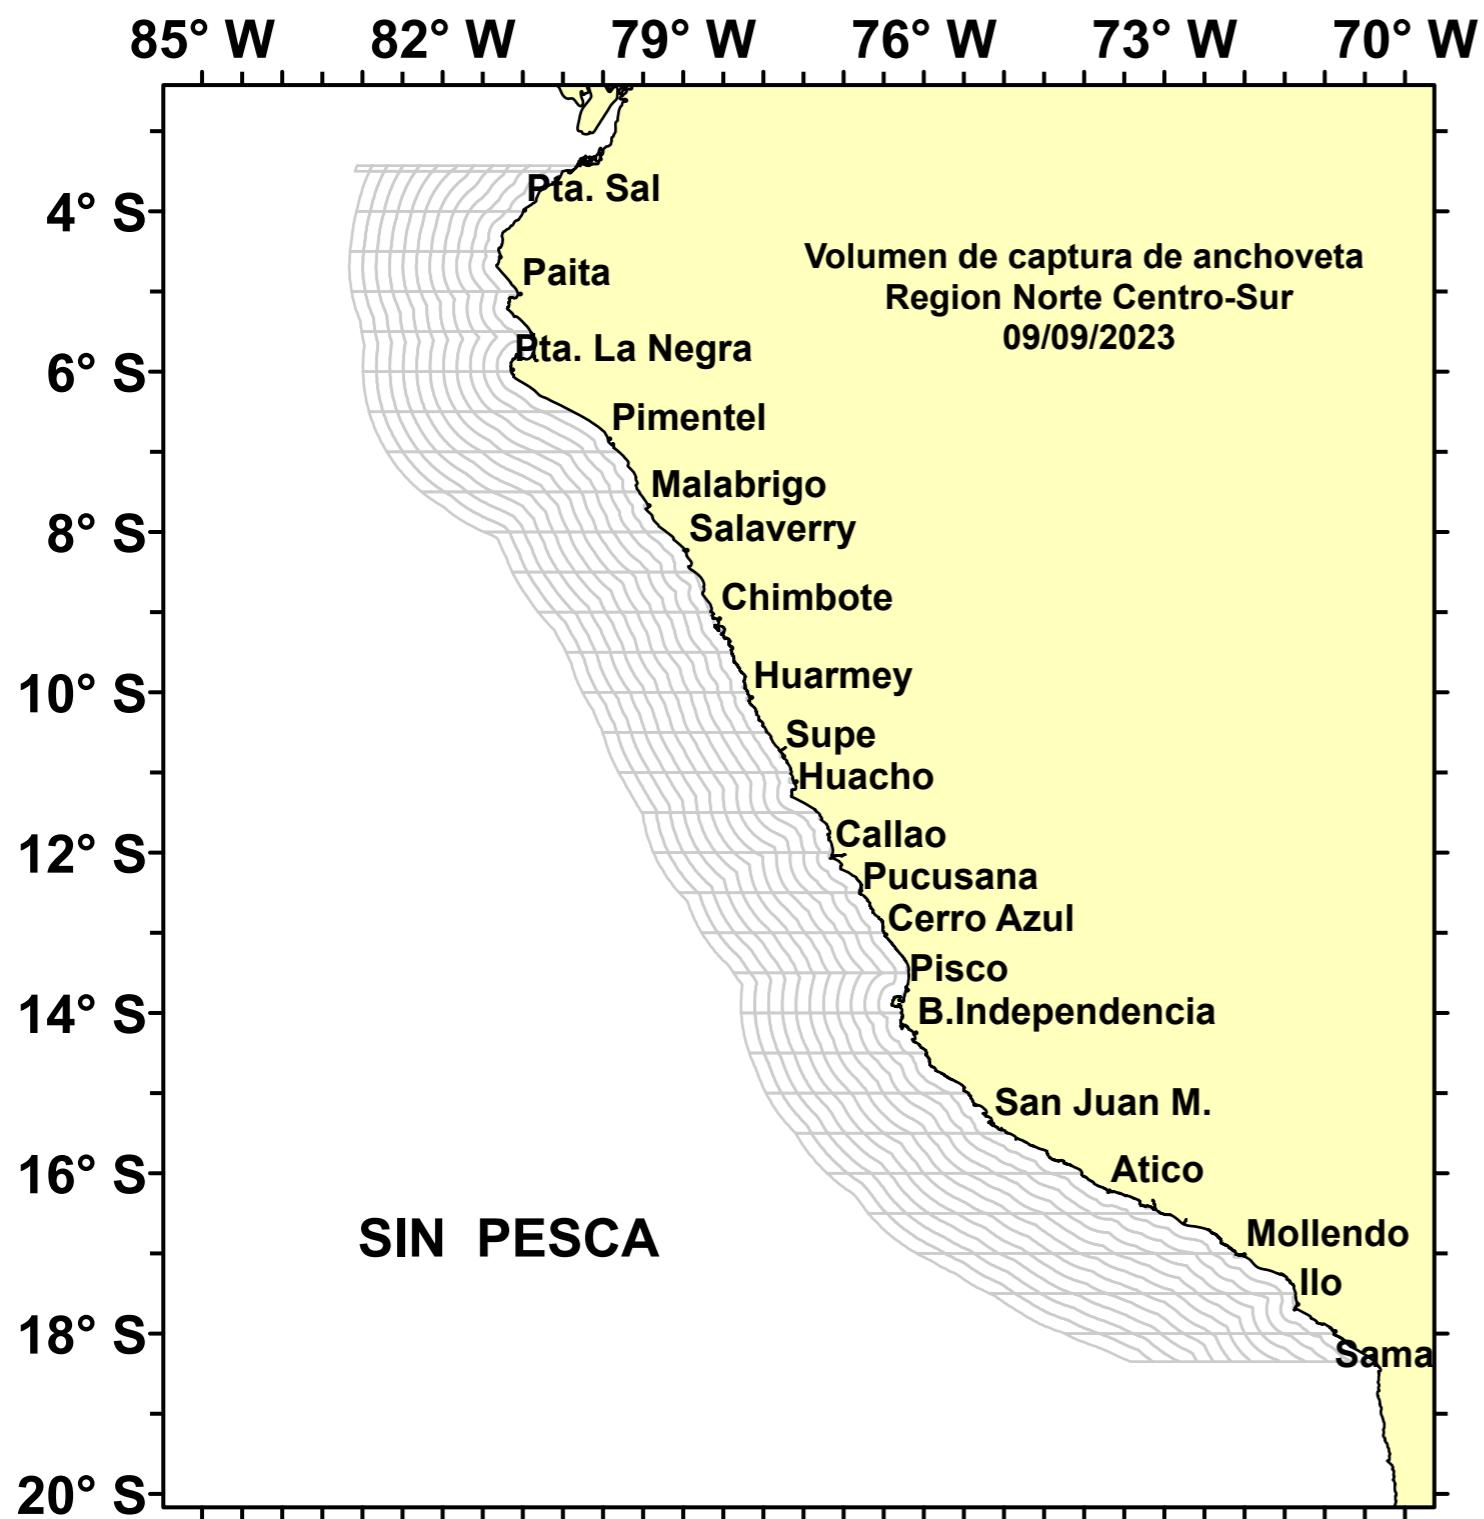 85° W 82° W 79° W 76° W 73° W 70° W
Pta. Sal
4° S
Volumen de captura de anchoveta
Paita
Region Norte Centro-Sur
09/09/2023
Pta. La Negra
6° S
Pimentel
Malabrigo
8° S
Salaverry
Chimbote
Huarmey
10° S
Supe
Huacho
Callao
12° S
Pucusana
Cerro Azul
Pisco
14° S
B.Independencia
San Juan M.
Atico
16° S
SIN PESCA
Mollendo
Ilo
18° S
Sama
20° S